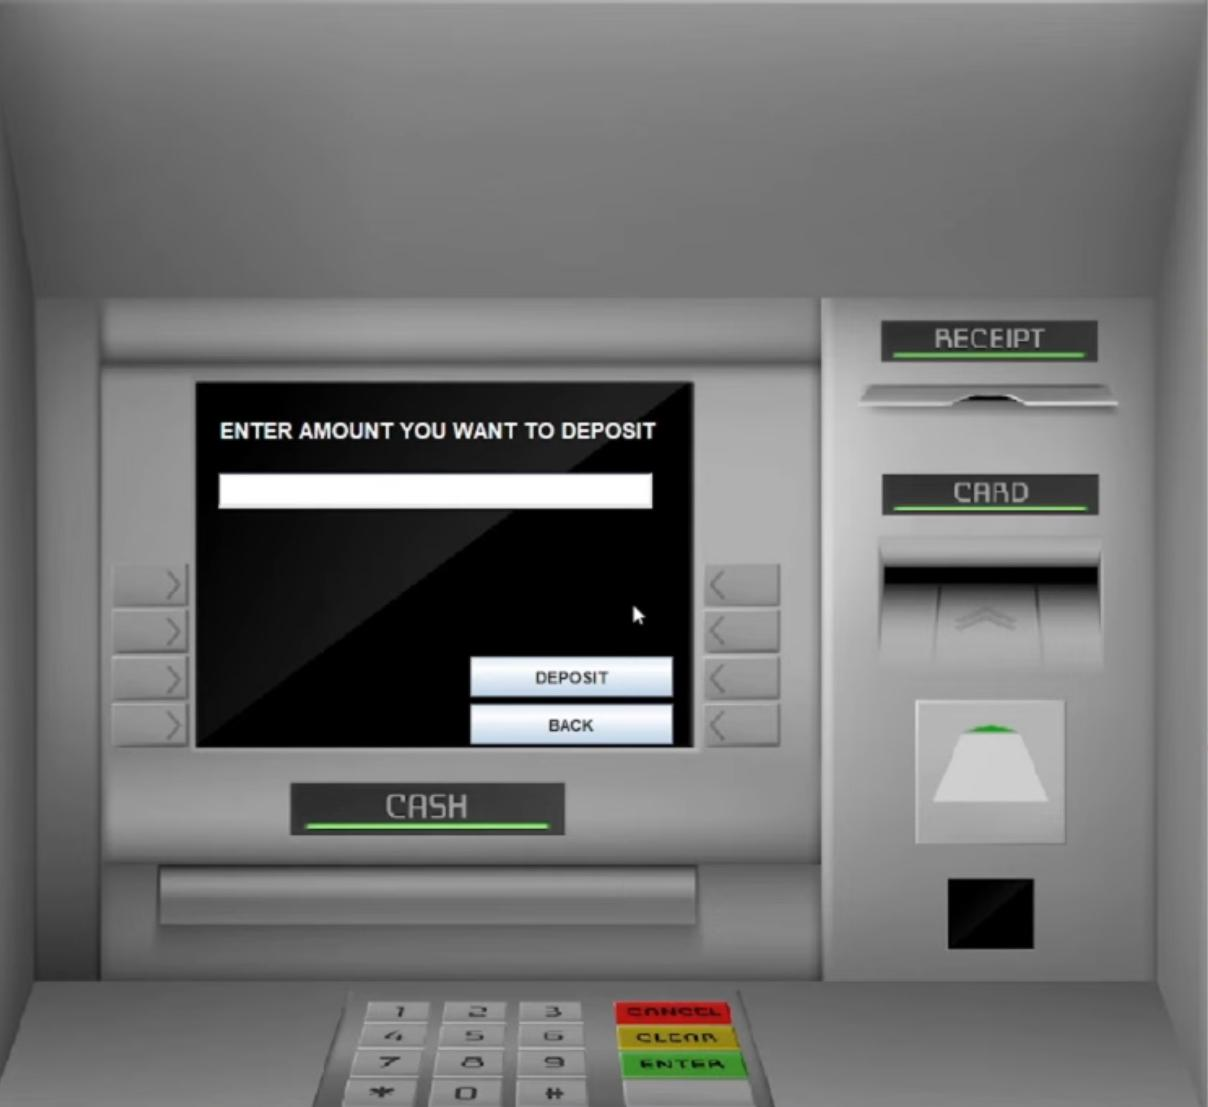 RECEIPT
ENTER AMOUNT YOU WANT TO DEPOSIT
CARD
DEPOSIT
BACK
CASH
1 2 3 CANCEL
4 5 6 CLEAR
7 8 9 ENTER
* 0 #